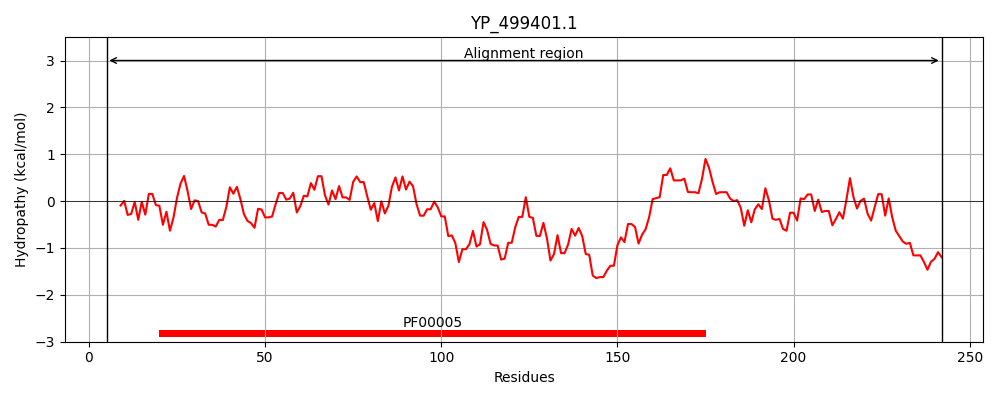 YP_499401.1
Alignment region
3
2
1
0
−1
−2
−3
Hydropathy (kcal/mol)
PF00005
0
50
100
150
200
250
Residues